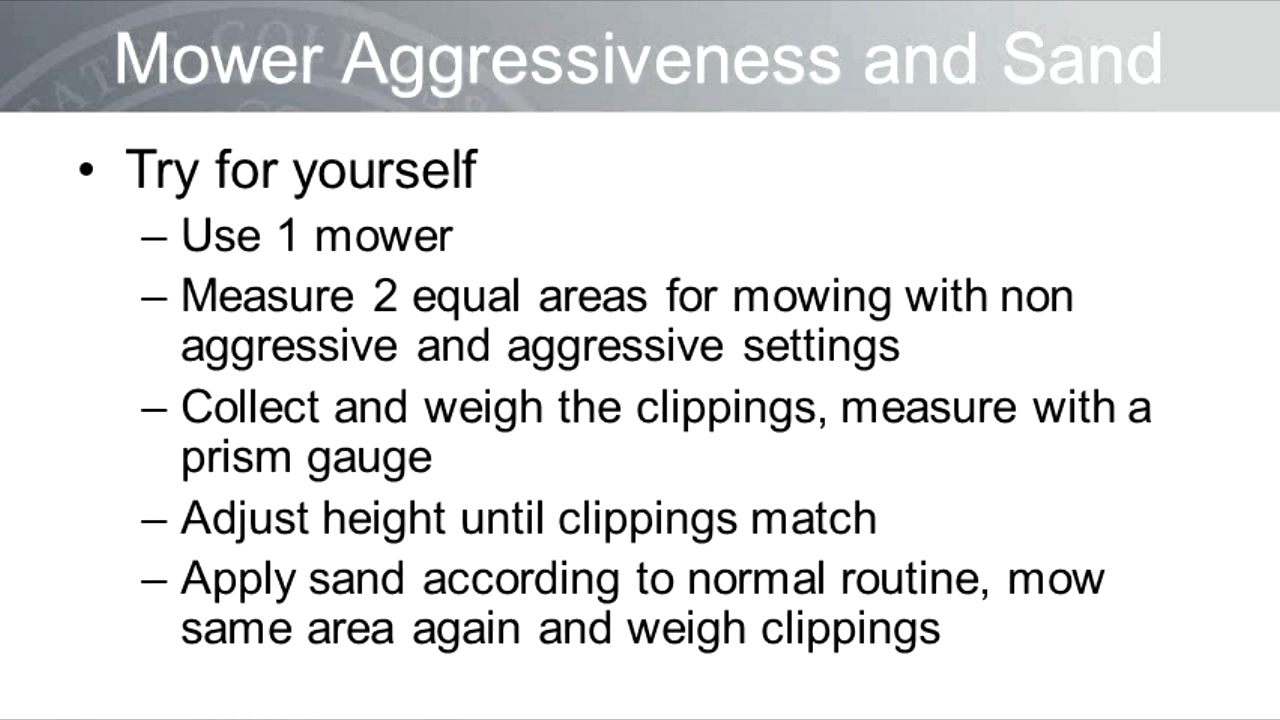 Mower Aggressiveness and Sand
• Try for yourself
– Use 1 mower
– Measure 2 equal areas for mowing with non
aggressive and aggressive settings
– Collect and weigh the clippings, measure with a
prism gauge
– Adjust height until clippings match
– Apply sand according to normal routine, mow
same area again and weigh clippings